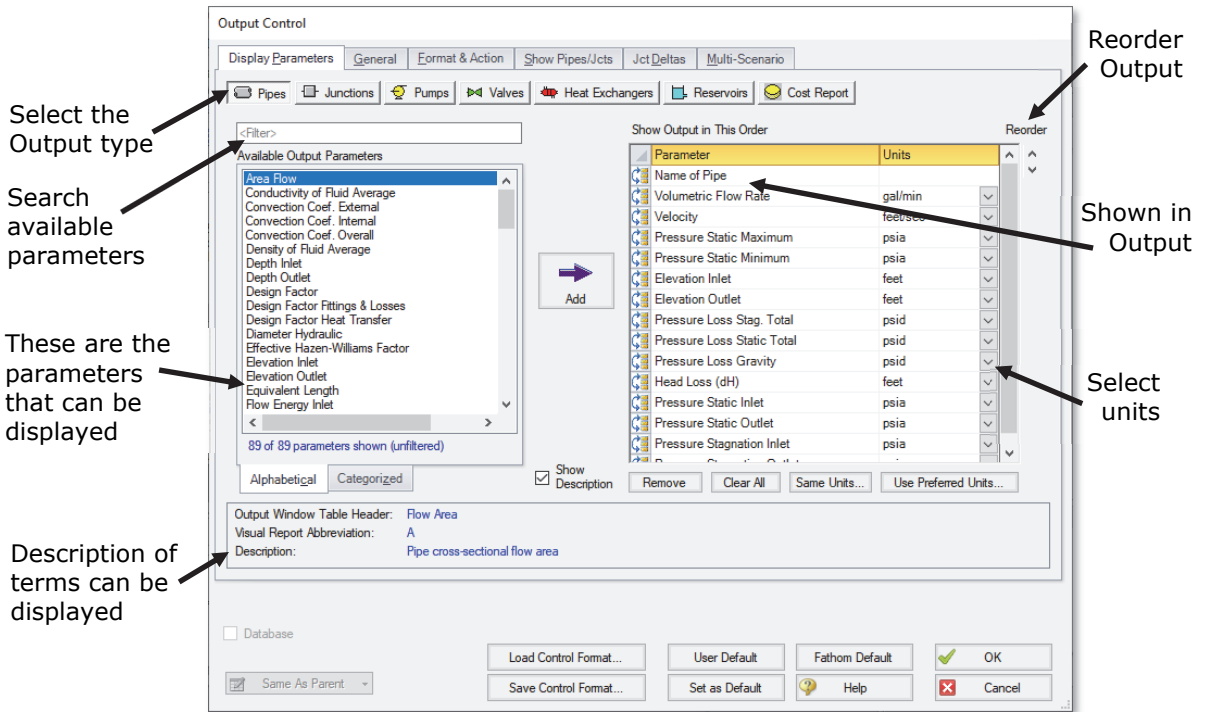 Output Control
Display Parameters General Format & Action Show Pipes/Jcts Jct Deltas Multi-Scenario
Reorder
Output
Pipes Junctions Pumps Valves Heat Exchangers Reservoirs Cost Report
Select the
Output type
<Filter>
Show Output in This Order
Reorder
Available Output Parameters
Parameter Units
Area Flow
Conductivity of Fluid Average
Convection Coef. External
Convection Coef. Internal
Convection Coef. Overall
Density of Fluid Average
Depth Inlet
Depth Outlet
Design Factor
Design Factor Fittings & Losses
Design Factor Heat Transfer
Diameter Hydraulic
Effective Hazen-Williams Factor
Elevation Inlet
Elevation Outlet
Equivalent Length
Flow Energy Inlet
Search
available
parameters
These are the
parameters
that can be
displayed
Add
Name of Pipe
Volumetric Flow Rate gal/min
Velocity feet/sec
Pressure Static Maximum psia
Pressure Static Minimum psia
Elevation Inlet feet
Elevation Outlet feet
Pressure Loss Stag. Total psid
Pressure Loss Static Total psid
Pressure Loss Gravity psid
Head Loss (dH) feet
Pressure Static Inlet psia
Pressure Static Outlet psia
Pressure Stagnation Inlet psia
Shown in
Output
Select
units
89 of 89 parameters shown (unfiltered)
Alphabetical Categorized
Show
Description
Remove Clear All Same Units... Use Preferred Units...
Output Window Table Header: Flow Area
Visual Report Abbreviation: A
Description: Pipe cross-sectional flow area
Description of
terms can be
displayed
Database
Load Control Format... User Default Fathom Default OK
Same As Parent Save Control Format... Set as Default Help Cancel